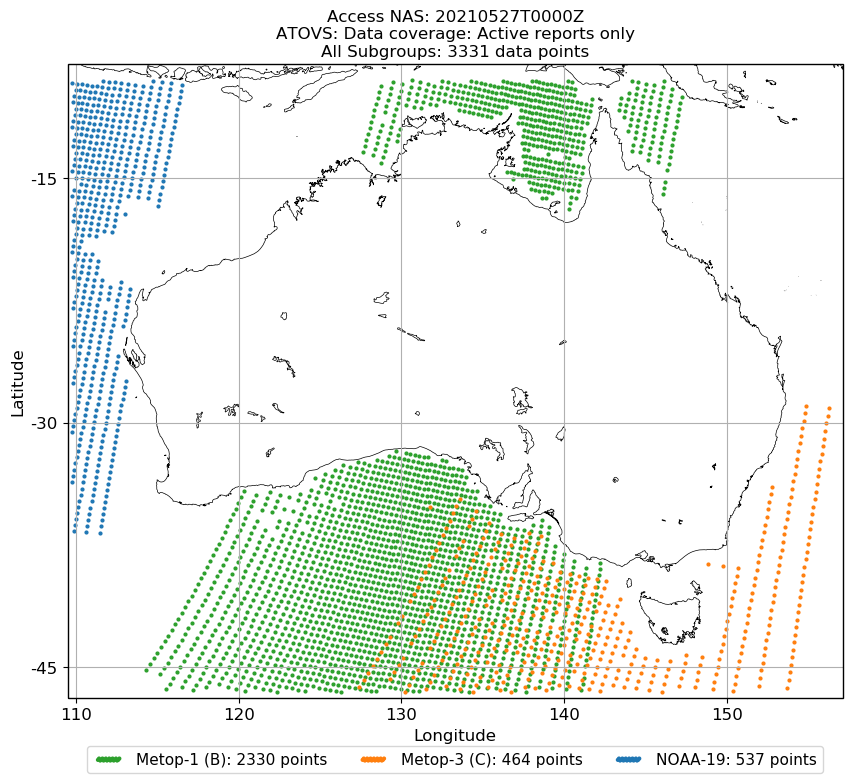 Access NAS: 20210527T0000Z
ATOVS: Data coverage: Active reports only
All Subgroups: 3331 data points
Latitude
-15
-30
-45
110
120
130
140
150
Longitude
Metop-1 (B): 2330 points
Metop-3 (C): 464 points
NOAA-19: 537 points